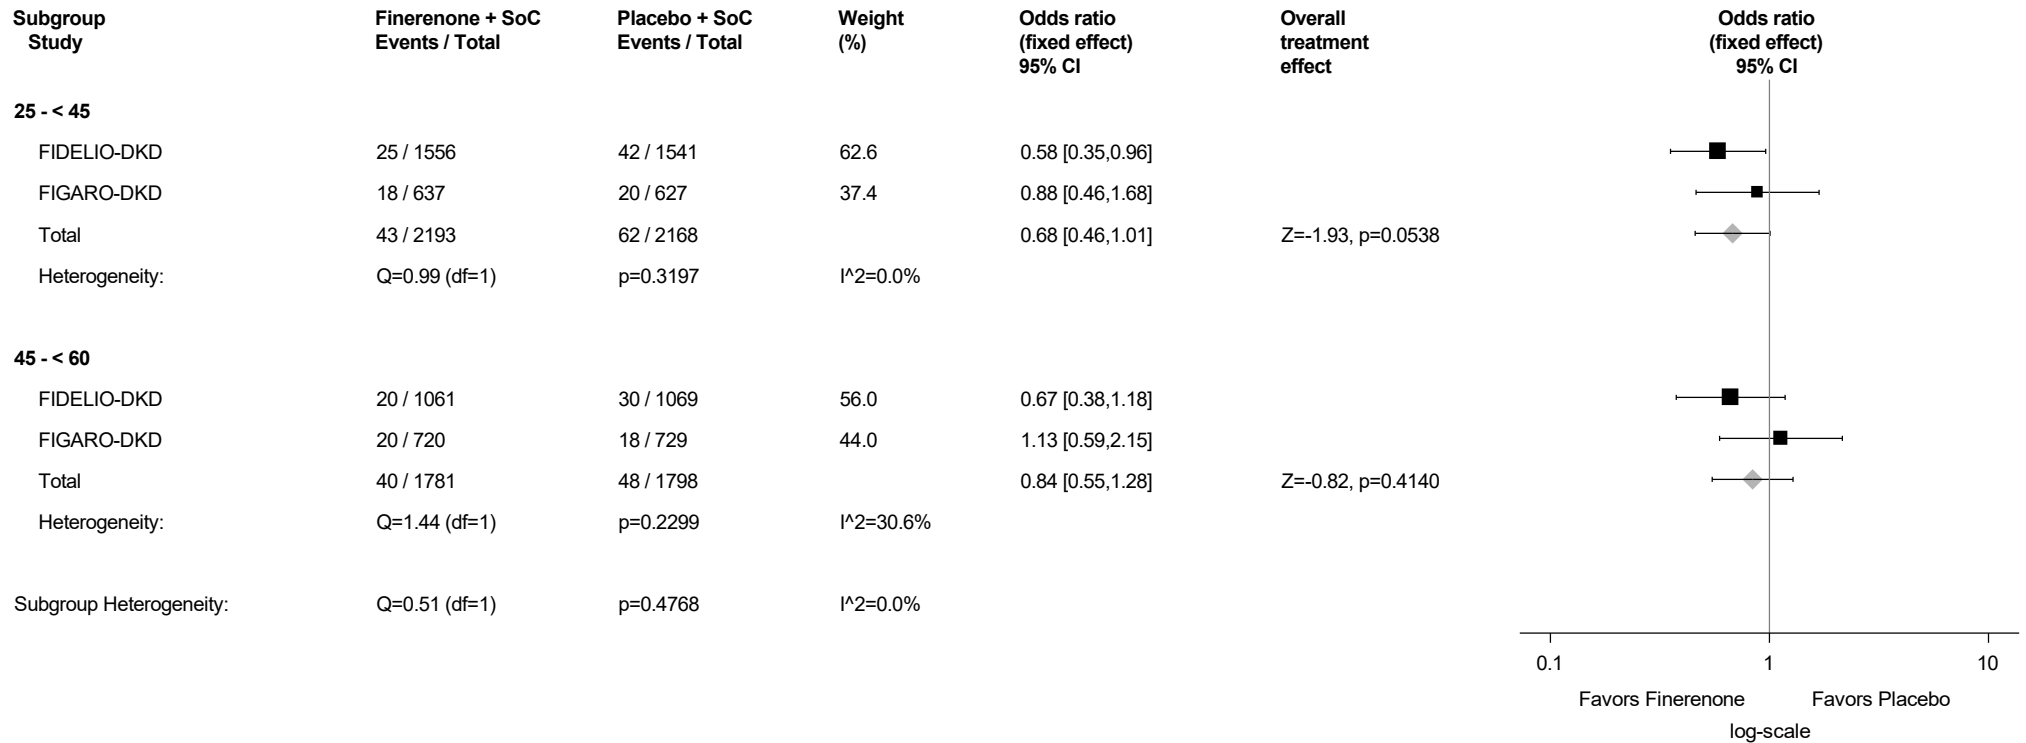 Subgroup Finerenone + SoC Placebo + SoC Weight Odds ratio Overall Odds ratio
Study Events / Total Events / Total (%) (fixed effect) treatment (fixed effect)
95% CI effect 95% CI
25 - < 45
FIDELIO-DKD 25 / 1556 42 / 1541 62.6 0.58 [0.35,0.96]
FIGARO-DKD 18 / 637 20 / 627 37.4 0.88 [0.46,1.68]
Total 43 / 2193 62 / 2168 0.68 [0.46,1.01] Z=-1.93, p=0.0538
Heterogeneity: Q=0.99 (df=1) p=0.3197 I^2=0.0%
45 - < 60
FIDELIO-DKD 20 / 1061 30 / 1069 56.0 0.67 [0.38,1.18]
FIGARO-DKD 20 / 720 18 / 729 44.0 1.13 [0.59,2.15]
Total 40 / 1781 48 / 1798 0.84 [0.55,1.28] Z=-0.82, p=0.4140
Heterogeneity: Q=1.44 (df=1) p=0.2299 I^2=30.6%
Subgroup Heterogeneity: Q=0.51 (df=1) p=0.4768 I^2=0.0%
0.1 1 10
Favors Finerenone Favors Placebo
log-scale